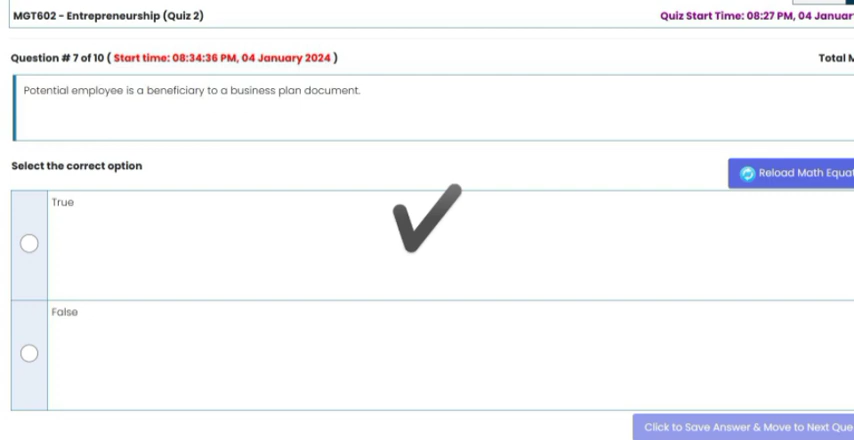 MGT602 - Entrepreneurship (Quiz 2) Quiz Start Time: 08:27 PM, 04 Januar
Question # 7 of 10 ( Start time: 08:34:36 PM, 04 January 2024 ) Total M
Potential employee is a beneficiary to a business plan document.
Select the correct option
Reload Math Equat
True
False
Click to Save Answer & Move to Next Que